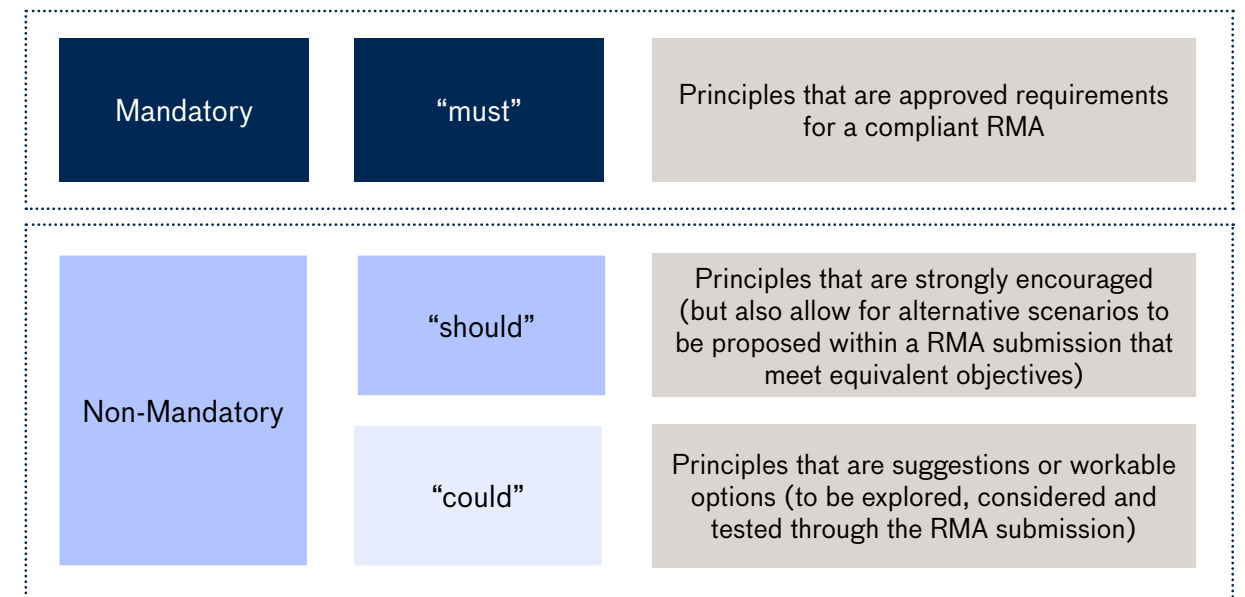 Mandatory
“must”
Principles that are approved requirements
for a compliant RMA
Non-Mandatory
“should”
Principles that are strongly encouraged
(but also allow for alternative scenarios to
be proposed within a RMA submission that
meet equivalent objectives)
“could”
Principles that are suggestions or workable
options (to be explored, considered and
tested through the RMA submission)